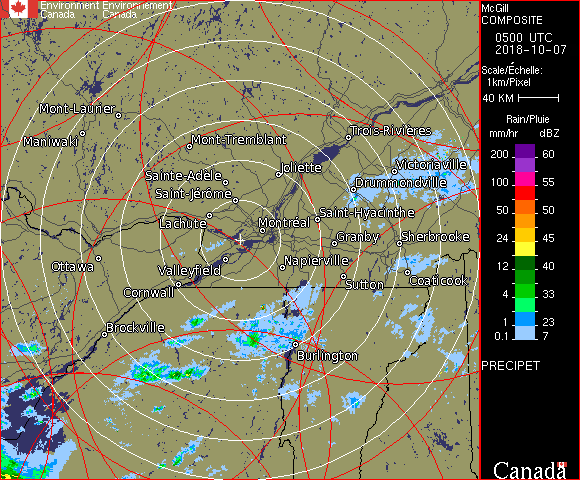 Environment Environnement
Canada Canada
McGill
COMPOSITE
0500 UTC
2018-10-07
Scale/Échelle:
1km/Pixel
40 KM
Rain/Pluie
mm/hr dBZ
200 60
150 57
100 55
50 50
24 45
12 40
4 33
1 23
0.1 7
PRECIPET
Canada
Mont-Laurier
Maniwaki
Mont-Tremblant
Trois-Rivières
Sainte-Adèle
Joliette
Victoriaville
Saint-Jérôme
Drummondville
Lachute
Montréal
Saint-Hyacinthe
Ottawa
Valleyfield
Napierville
Granby
Sherbrooke
Cornwall
Sutton
Coaticook
Brockville
Burlington